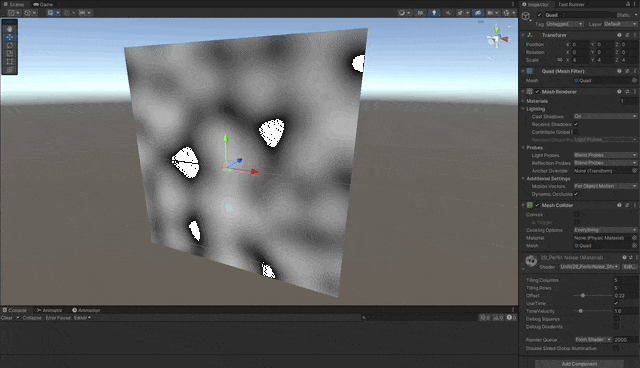 Scene
Game
Inspector
Fast Runner
Quad
Static
Tag Untagged
Layer Default
Transform
Position X 0 Y 0 Z 0
Rotation X 0 Y 0 Z 0
Scale X 4 Y 4 Z 4
Quad (Mesh Filter)
Mesh Quad
Mesh Renderer
Materials 1
Lighting
Cast Shadows On
Receive Shadows
Contribute Global I
Probes
Light Probes Blend Probes
Reflection Probes Blend Probes
Anchor Override None (Transform)
Additional Settings
Motion Vectors Per Object Motion
Dynamic Occlusio
Mesh Collider
Convex
Is Trigger
Cooking Options Everything
Material None (Physic Material)
Mesh Quad
2D_Perlin Noise (Material)
Shader Unlit/2D_PerlinNoise_Sh Edit...
Tiling Columns 5
Tiling Rows 5
Offset 0.22
UseTime
TimeVelocity
Debug Squares
Debug Gradients
Render Queue From Shader 2000
Double Sided Global Illumination
Add Component
Console
Animator
Animation
Clear
Collapse
Error Pause
Editor